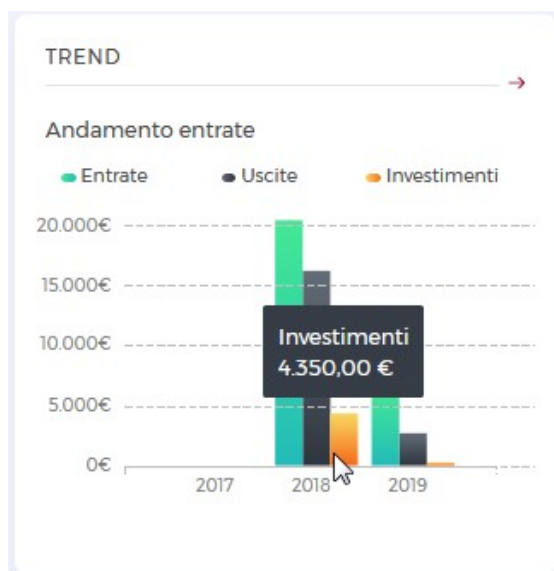 TREND
Andamento entrate
Entrate Uscite Investimenti
20.000€
15.000€
Investimenti
10.000€
4.350,00 €
5.000€
0€
2017 2018 2019